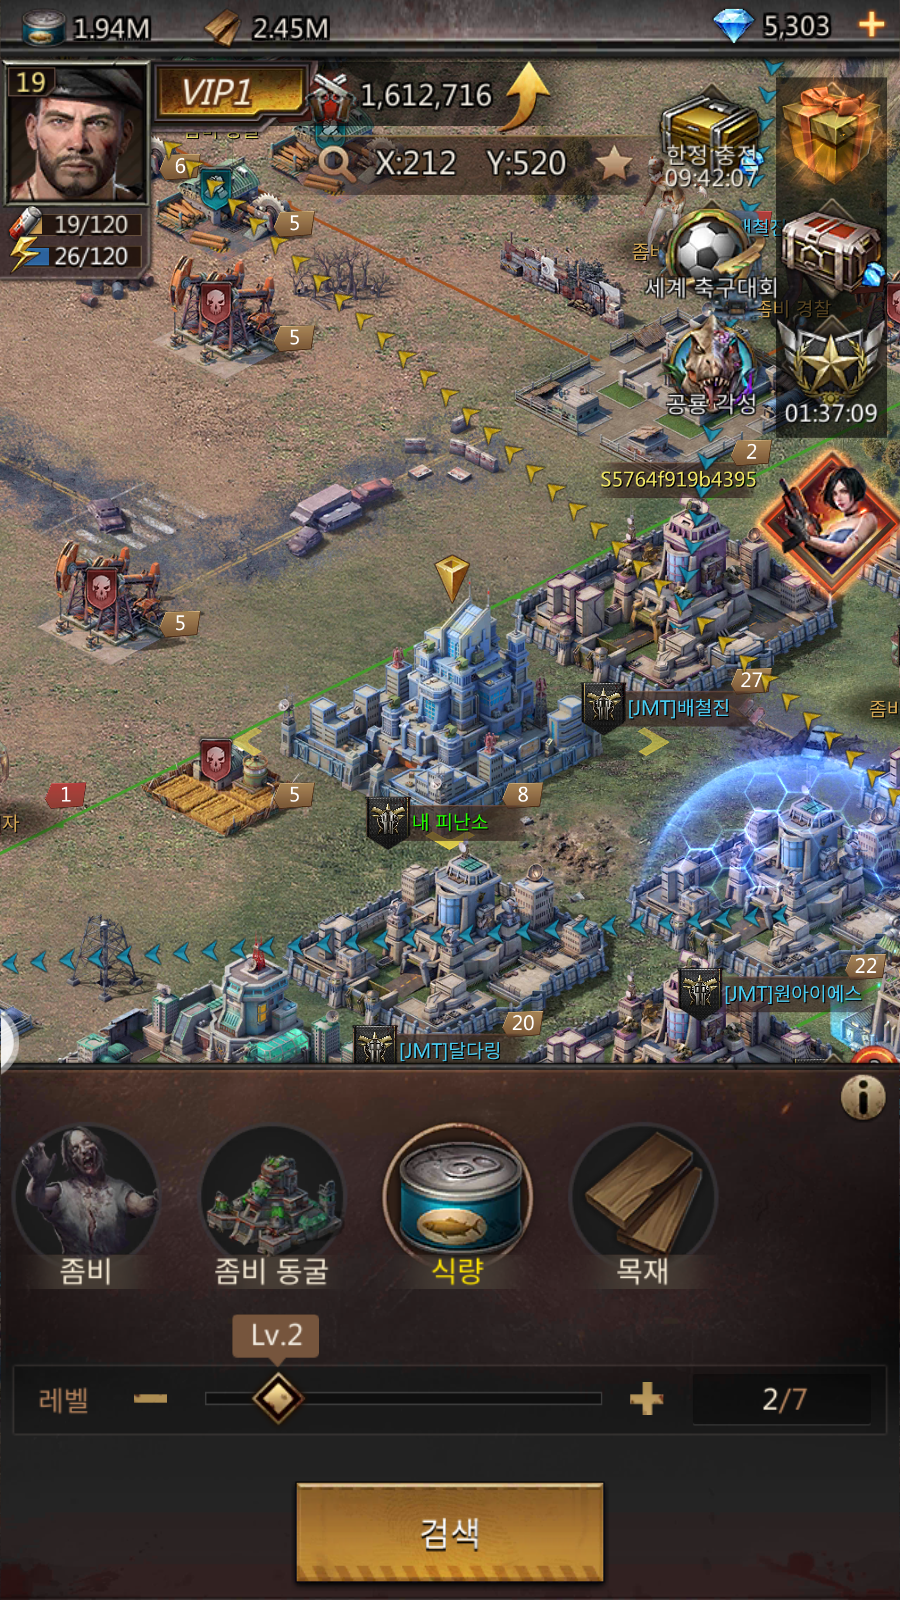 1.94M
2.45M
5,303
19
VIP1
1,612,716
6
X:212 Y:520
한정 충전
09:42:07
19/120
26/120
5
세계 축구대회
좀비 경찰
5
공룡 각성
01:37:09
2
S5764f919b4395
5
27
[JMT]배철진
1
5
8
자
내 피난소
22
[JMT]원아이에스
20
[JMT]달다링
좀비
좀비 동굴
식량
목재
Lv.2
레벨
2/7
검색